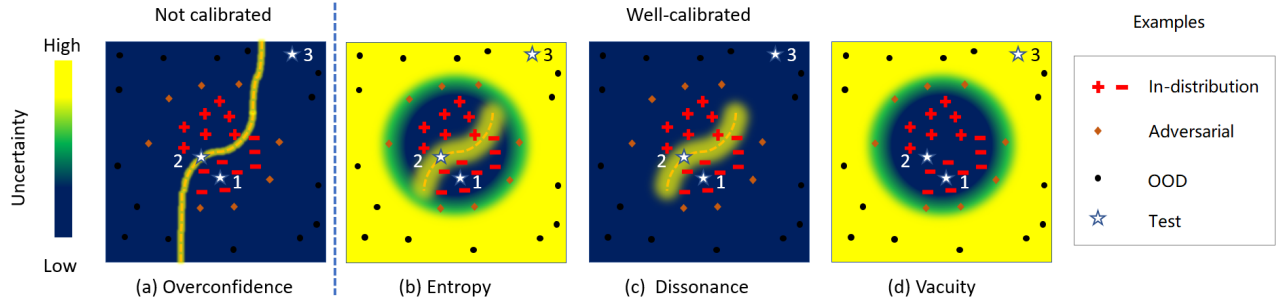 Not calibrated
Well-calibrated
Examples
High
Uncertainty
Low
3
2
1
3
2
1
3
2
1
3
2
1
In-distribution
Adversarial
OOD
Test
(a) Overconfidence
(b) Entropy
(c) Dissonance
(d) Vacuity